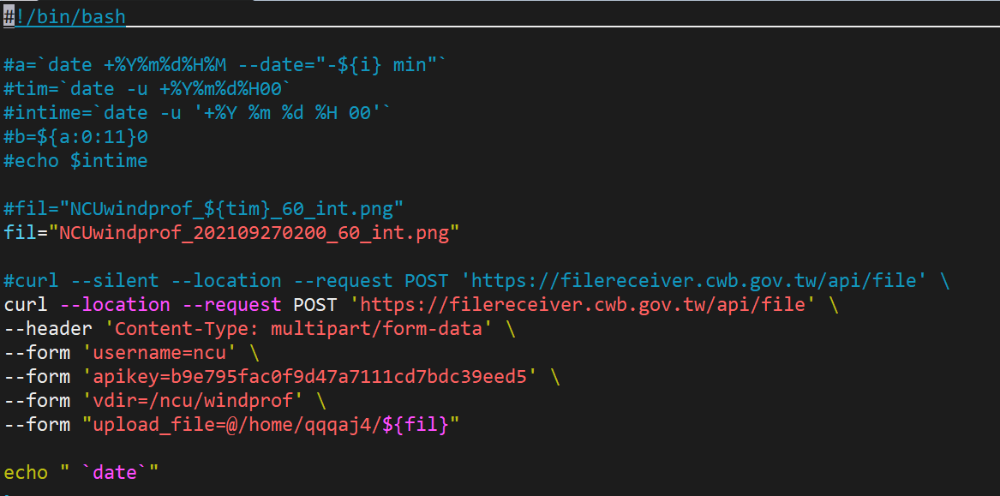 #!/bin/bash
#a=`date +%Y%m%d%H%M --date="-${i} min"`
#tim=`date -u +%Y%m%d%H00`
#intime=`date -u '+%Y %m %d %H 00'`
#b=${a:0:11}0
#echo $intime
#fil="NCUwindprof_${tim}_60_int.png"
fil="NCUwindprof_202109270200_60_int.png"
#curl --silent --location --request POST 'https://filereceiver.cwb.gov.tw/api/file' \
curl --location --request POST 'https://filereceiver.cwb.gov.tw/api/file' \
--header 'Content-Type: multipart/form-data' \
--form 'username=ncu' \
--form 'apikey=b9e795fac0f9d47a7111cd7bdc39eed5' \
--form 'vdir=/ncu/windprof' \
--form "upload_file=@/home/qqqaj4/${fil}"
echo " `date`"